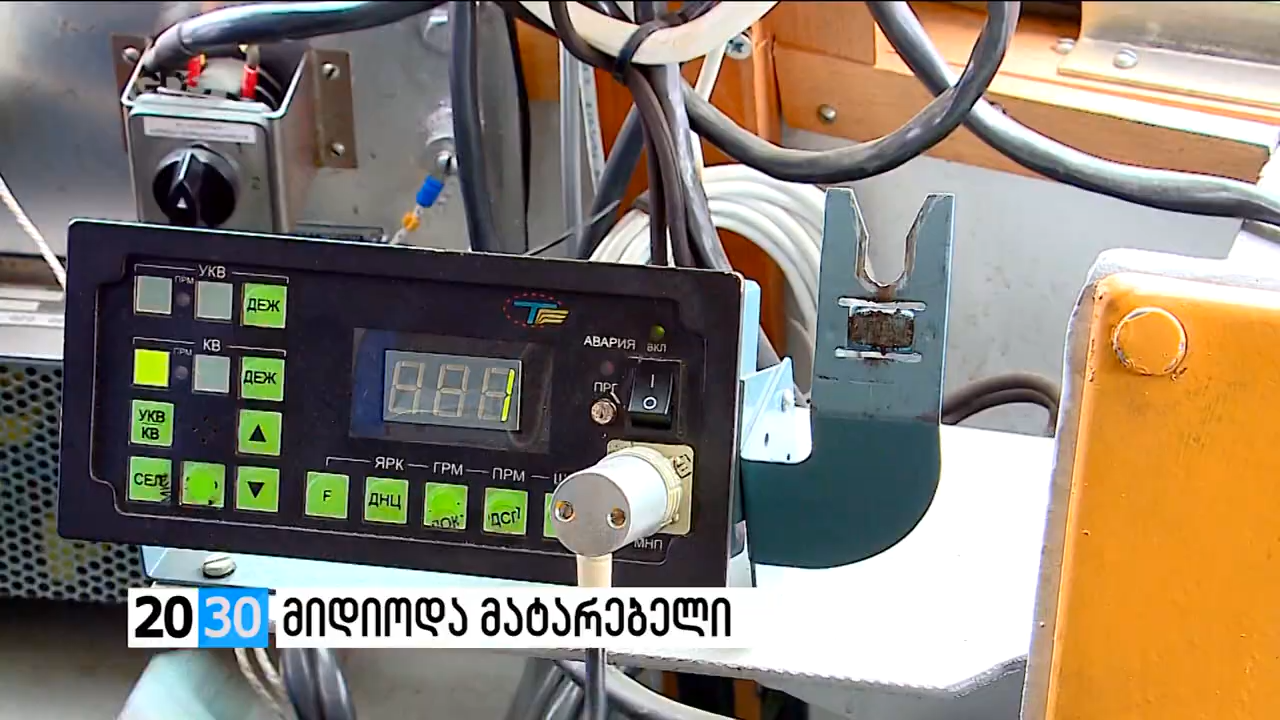 УКВ
ПРМ
ДЕЖ
КВ
ПРМ
ДЕЖ
УКВ
КВ
СЕЛ
АВАРИЯ
ВКЛ
ПРГ
I
O
ЯРК
ГРМ
ПРМ
F
ДНЦ
ДСП
МНП
20 30 მიდიოდა მატარებელი